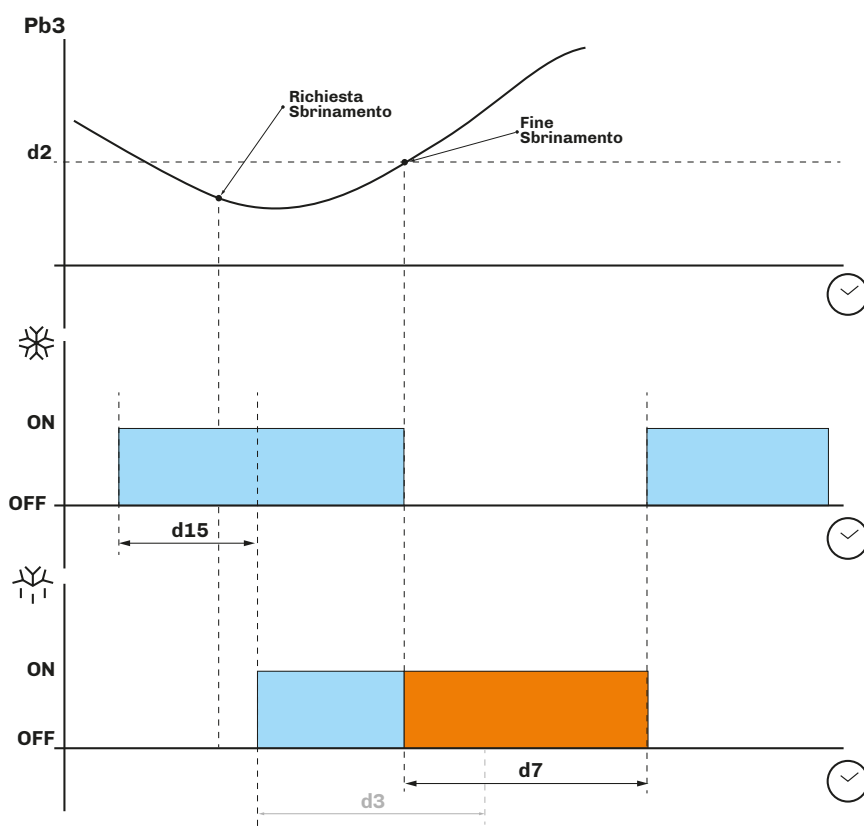 Pb3
Richiesta
Sbrinamento
Fine
Sbrinamento
d2
ON
OFF
d15
ON
OFF
d7
d3